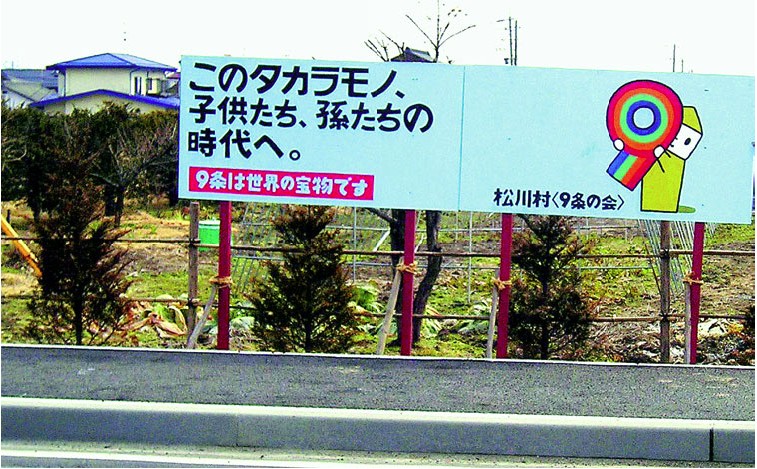 このタカラモノ、
子供たち、孫たちの
時代へ。
9条は世界の宝物です
松川村〈9条の会〉